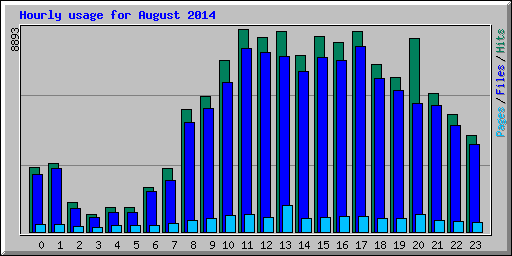 Hourly usage for August 2014
8893
Pages / Files / Hits
0 1 2 3 4 5 6 7 8 9 10 11 12 13 14 15 16 17 18 19 20 21 22 23